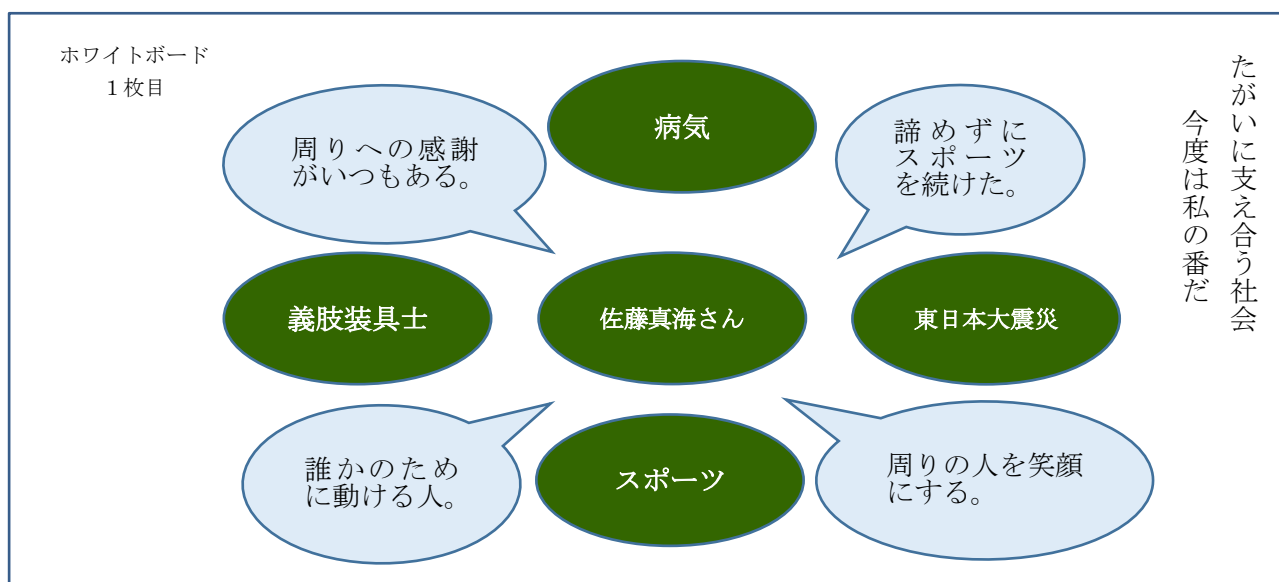 たがいに支え合う社会
今度は私の番だ
ホワイトボード
1枚目
病気
周りへの感謝
がいつもある。
諦めずに
スポーツ
を続けた。
義肢装具士
佐藤真海さん
東日本大震災
誰かのため
に動ける人。
スポーツ
周りの人を笑顔
にする。